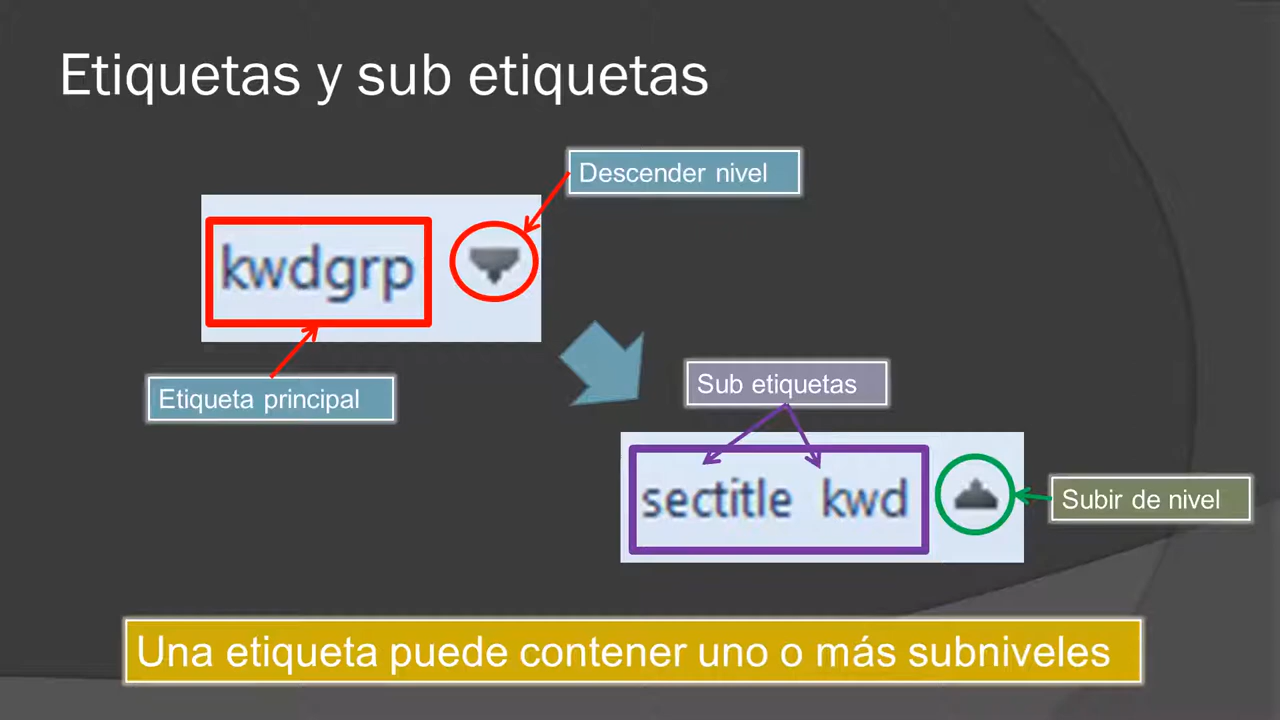 Etiquetas y sub etiquetas
Descender nivel
kwdgrp
Etiqueta principal
Sub etiquetas
sectitle kwd
Subir de nivel
Una etiqueta puede contener uno o más subniveles